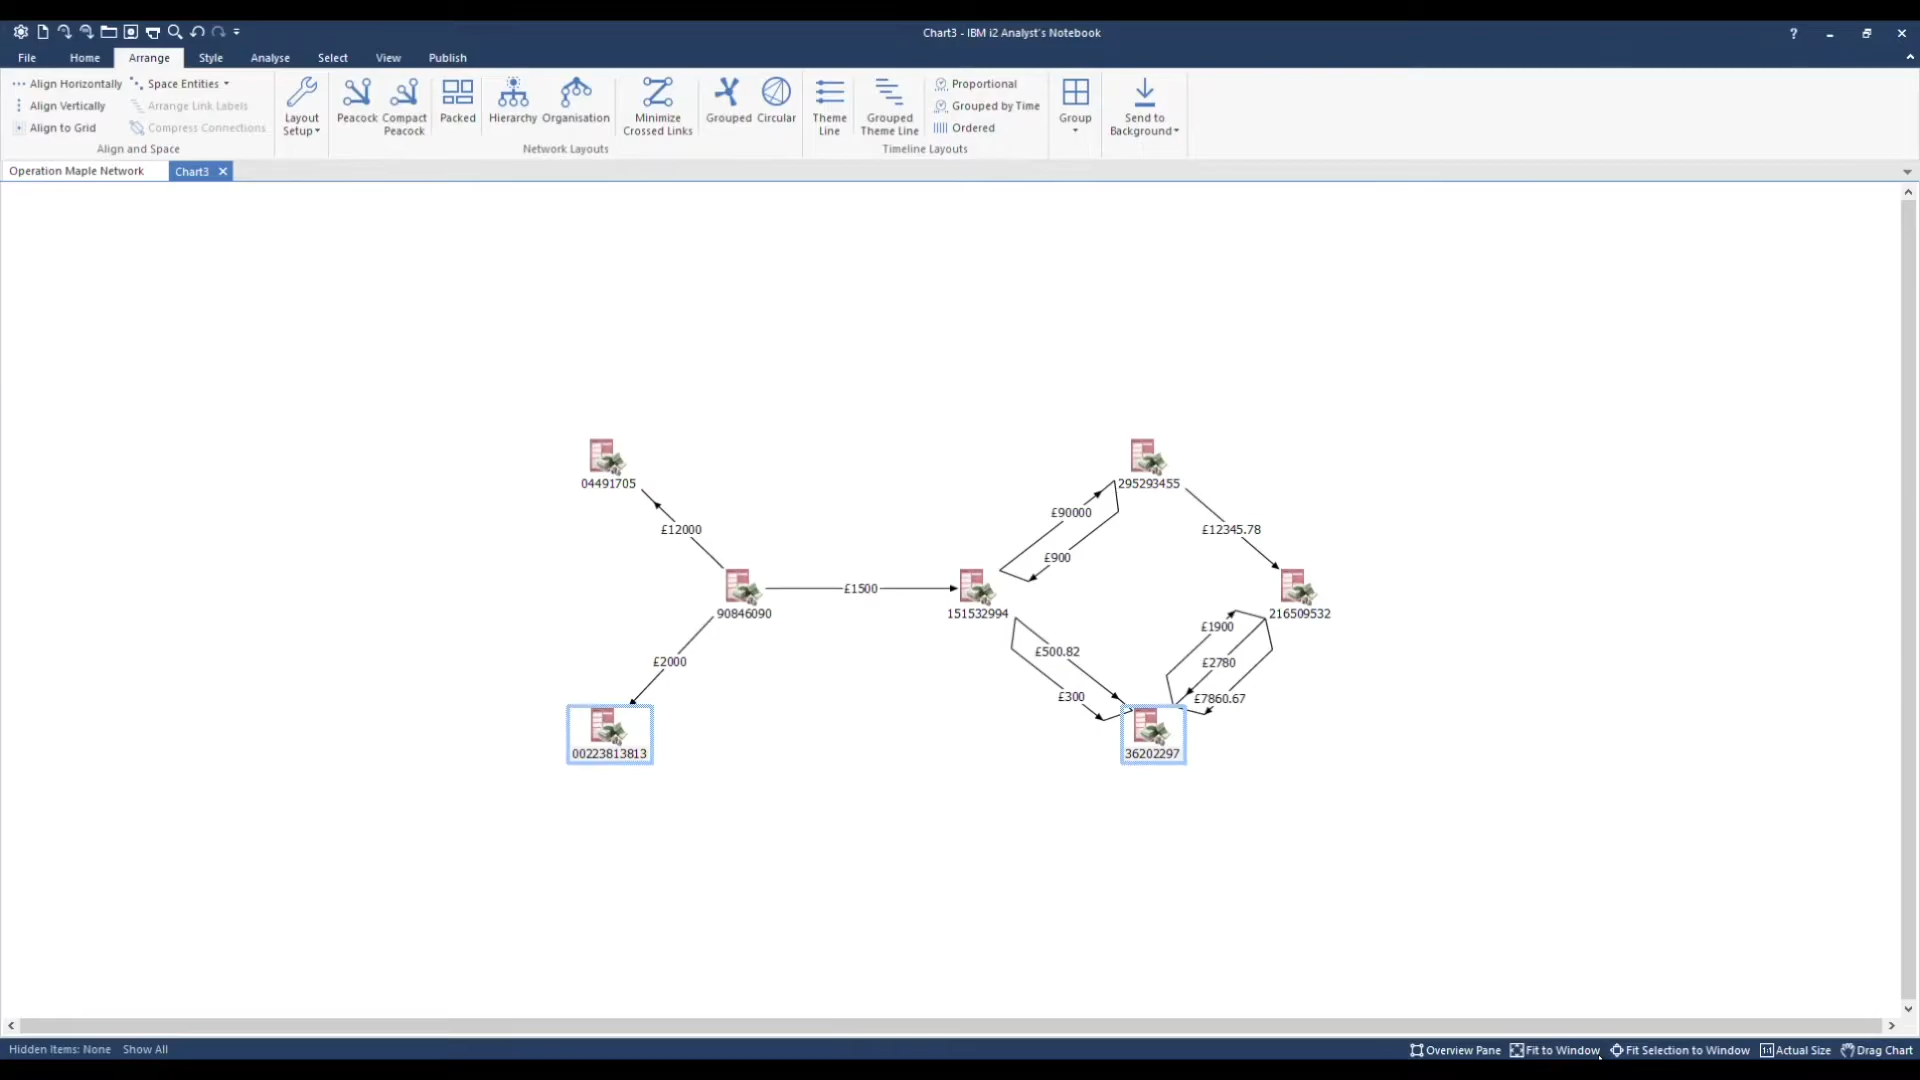 Chart3 - IBM i2 Analyst's Notebook
?
File Home Arrange Style Analyse Select View Publish
Align Horizontally
Align Vertically
Align to Grid
Space Entities
Arrange Link Labels
Compress Connections
Align and Space
Layout
Setup
Peacock
Compact
Peacock
Packed
Hierarchy
Organisation
Minimize
Crossed Links
Grouped
Circular
Network Layouts
Theme
Line
Grouped
Theme Line
Proportional
Grouped by Time
Ordered
Timeline Layouts
Group
Send to
Background
Operation Maple Network
Chart3
04491705
295293455
£90000
£12000
£12345.78
£900
£1500
90846090
151532994
216509532
£1900
£500.82
£2000
£2780
£300
£7860.67
00223813813
36202297
Hidden Items: None Show All
Overview Pane Fit to Window Fit Selection to Window 1:1 Actual Size Drag Chart